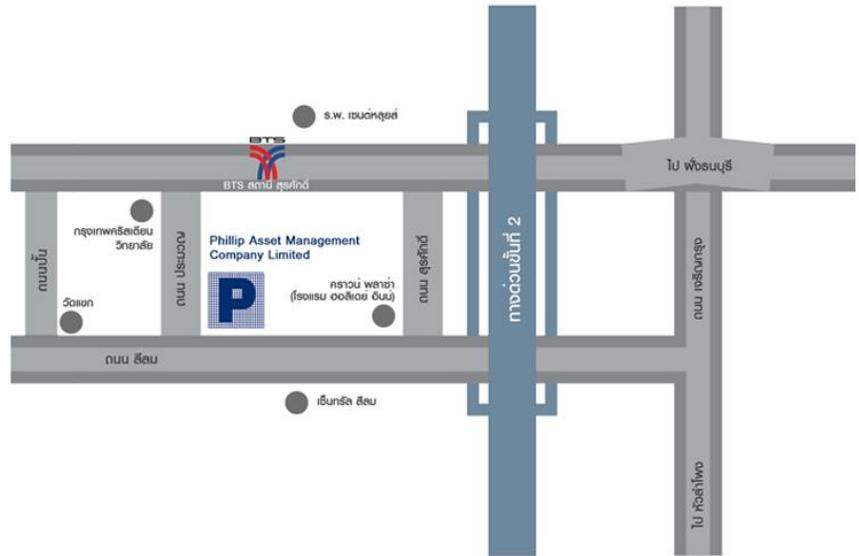 ร.พ. เซนต์หลุยส์
BTS
BTS สถานี สุรศักดิ์
ไป ฝั่งธนบุรี
กรุงเทพคริสเตียน
วิทยาลัย
ถนนปั้น
ถนน ประมวญ
Phillip Asset Management
Company Limited
P
วัดแขก
คราวน์ พลาซ่า
(โรงแรม ฮอลิเดย์ อินน์)
ถนน สุรศักดิ์
ทางด่วนขั้นที่ 2
ถนน เจริญกรุง
ถนน สีลม
เซ็นทรัล สีลม
ไป หัวลำโพง